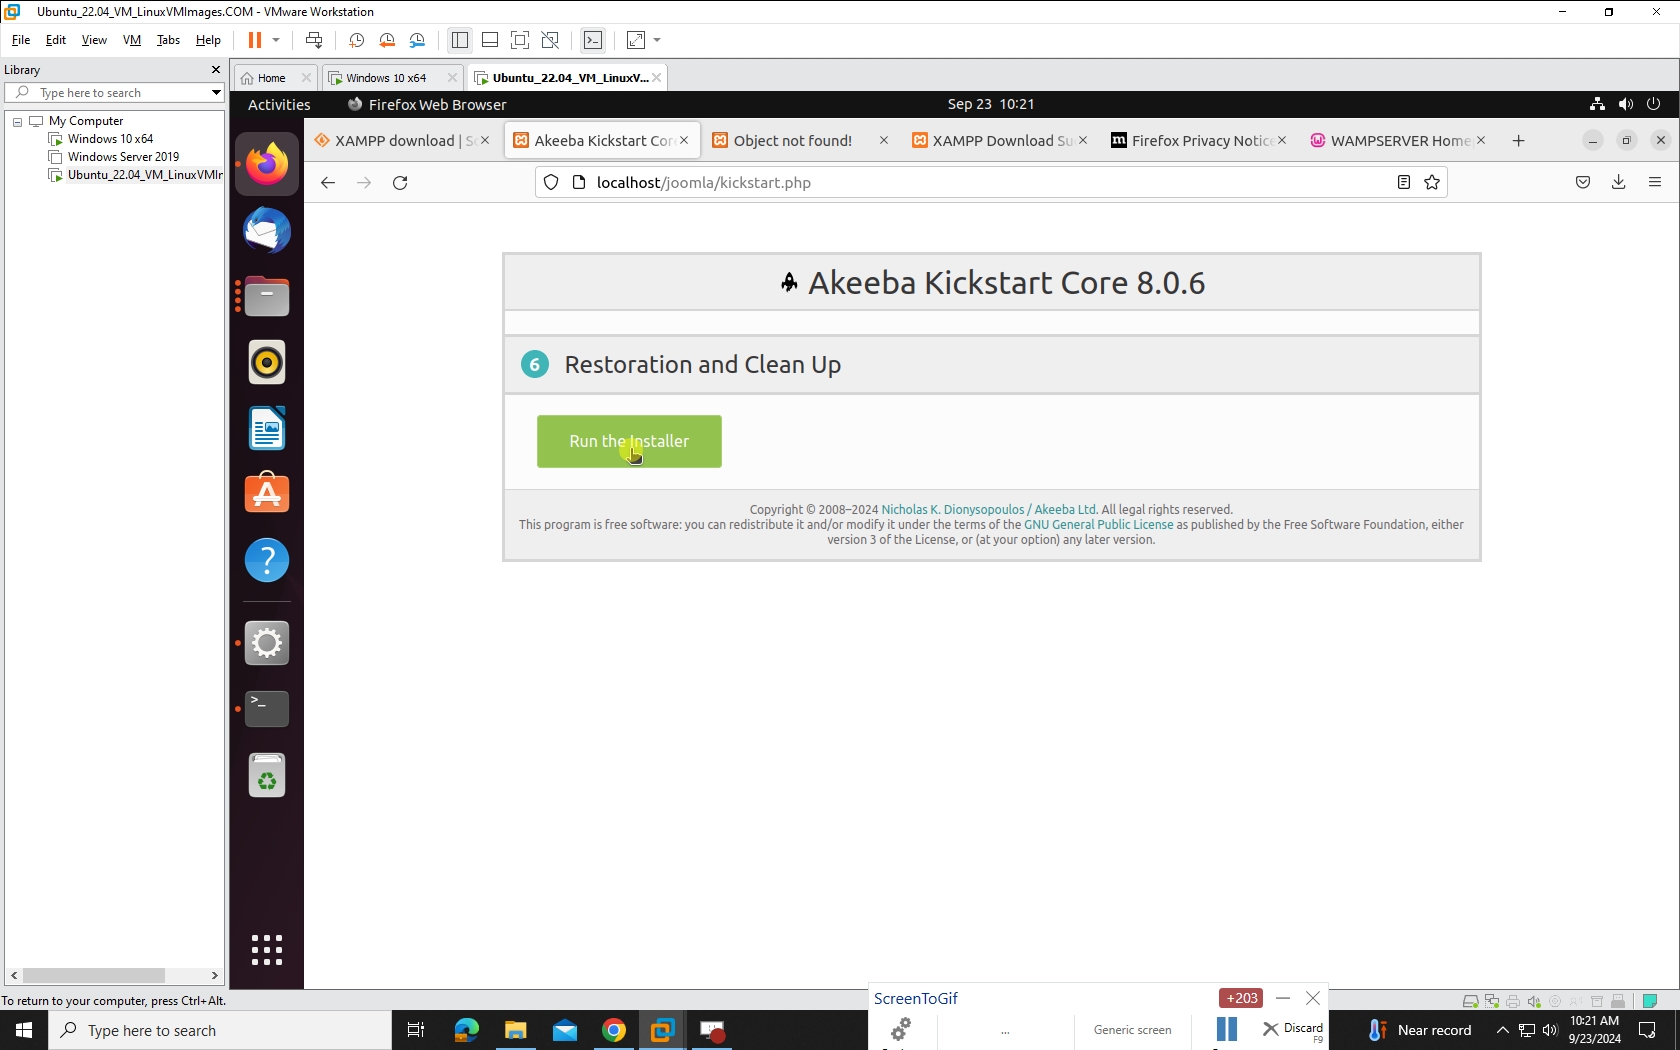 Ubuntu_22.04_VM_LinuxVMImages.COM - VMware Workstation
File Edit View VM Tabs Help
Library
Type here to search
My Computer
Windows 10 x64
Windows Server 2019
Ubuntu_22.04_VM_LinuxVMIr
Home
Windows 10 x64
Ubuntu_22.04_VM_LinuxV...
Activities
Firefox Web Browser
Sep 23 10:21
XAMPP download | So
Akeeba Kickstart Cor
Object not found!
XAMPP Download Su
Firefox Privacy Notice
WAMPSERVER Home
localhost/joomla/kickstart.php
Akeeba Kickstart Core 8.0.6
6 Restoration and Clean Up
Run the Installer
Copyright © 2008–2024 Nicholas K. Dionysopoulos / Akeeba Ltd. All legal rights reserved.
This program is free software: you can redistribute it and/or modify it under the terms of the GNU General Public License as published by the Free Software Foundation, either
version 3 of the License, or (at your option) any later version.
To return to your computer, press Ctrl+Alt.
ScreenToGif
+203
...
Generic screen
Discard
F9
Type here to search
Near record
10:21 AM
9/23/2024